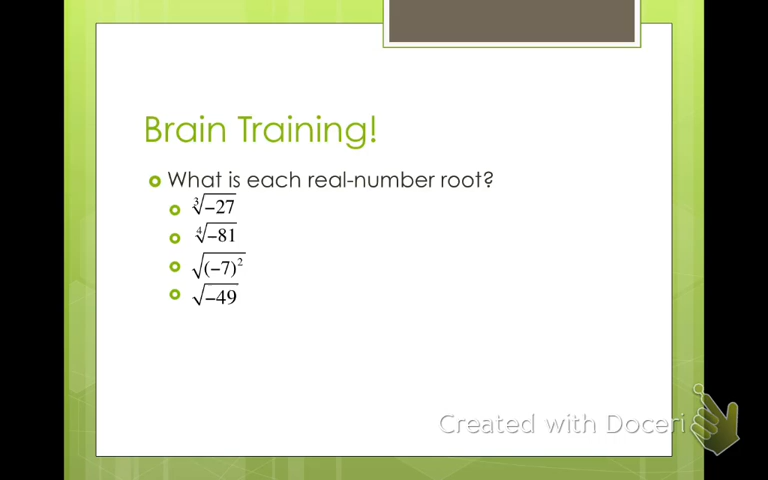 Brain Training!
What is each real-number root?
∛−27
∜−81
√(−7)²
√−49
Created with Doceri